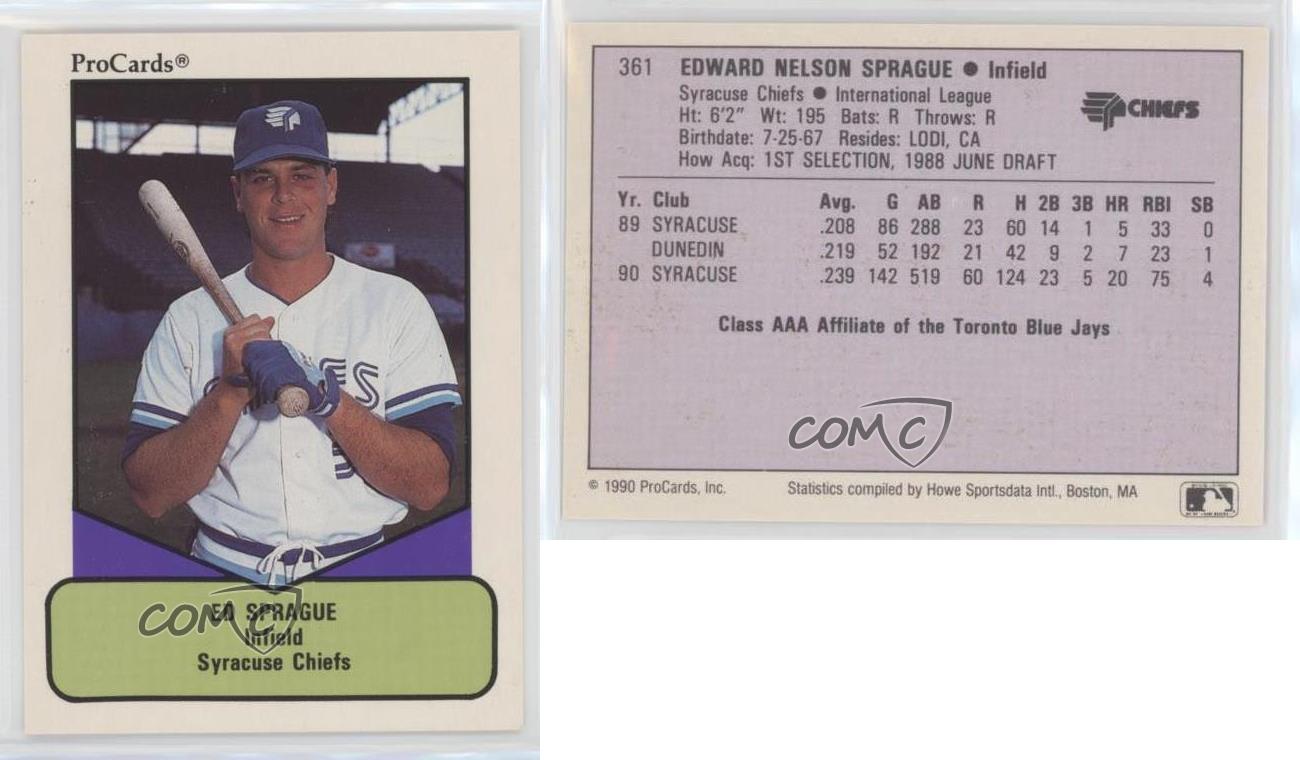 ProCards®
ED SPRAGUE
Infield
Syracuse Chiefs
COMC
361 EDWARD NELSON SPRAGUE ● Infield
Syracuse Chiefs ● International League
Ht: 6'2" Wt: 195 Bats: R Throws: R
Birthdate: 7-25-67 Resides: LODI, CA
How Acq: 1ST SELECTION, 1988 JUNE DRAFT
CHIEFS
Yr. Club Avg. G AB R H 2B 3B HR RBI SB
89 SYRACUSE .208 86 288 23 60 14 1 5 33 0
DUNEDIN .219 52 192 21 42 9 2 7 23 1
90 SYRACUSE .239 142 519 60 124 23 5 20 75 4
Class AAA Affiliate of the Toronto Blue Jays
COMC
© 1990 ProCards, Inc. Statistics compiled by Howe Sportsdata Intl., Boston, MA